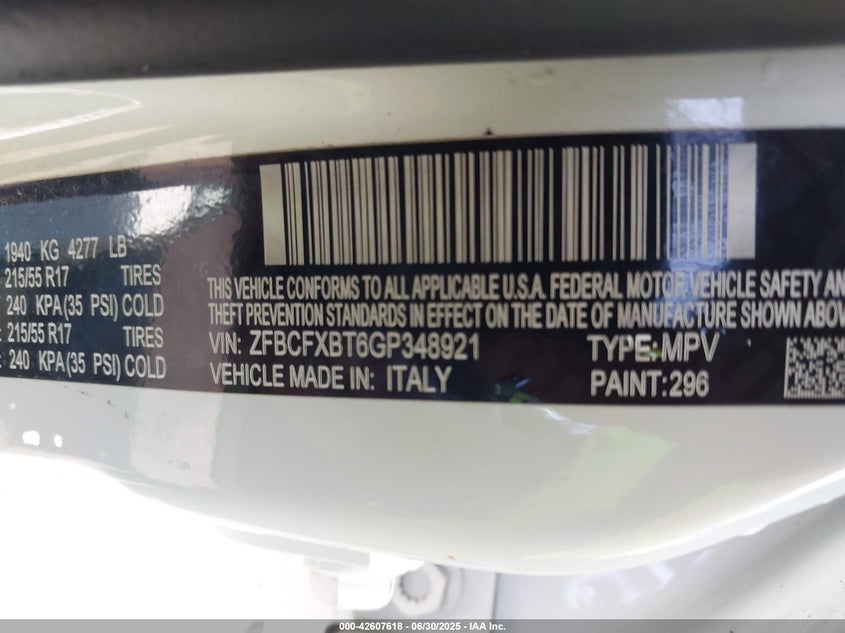 1940 KG 4277 LB
215/55 R17 TIRES
240 KPA(35 PSI) COLD
215/55 R17 TIRES
240 KPA(35 PSI) COLD
THIS VEHICLE CONFORMS TO ALL APPLICABLE U.S.A. FEDERAL MOTOR VEHICLE SAFETY AN
THEFT PREVENTION STANDARDS IN EFFECT ON THE DATE OF MANUFACTURE SHOWN ABOV
VIN: ZFBCFXBT6GP348921 TYPE: MPV
VEHICLE MADE IN: ITALY PAINT: 296
000-42607618 - 06/30/2025 - IAA Inc.